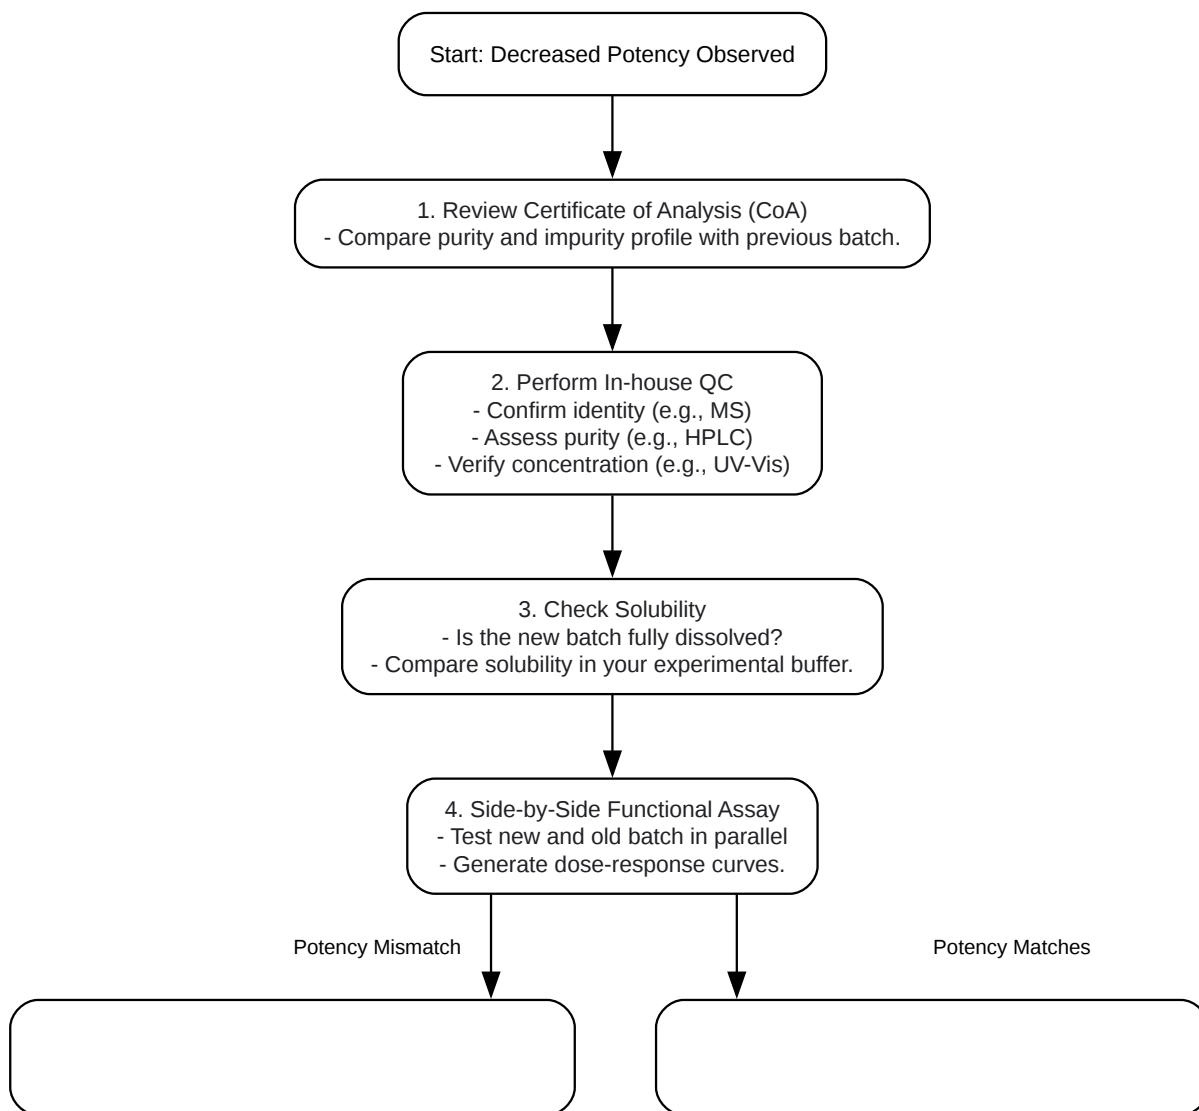 Start: Decreased Potency Observed
1. Review Certificate of Analysis (CoA)
- Compare purity and impurity profile with previous batch.
2. Perform In-house QC
- Confirm identity (e.g., MS)
- Assess purity (e.g., HPLC)
- Verify concentration (e.g., UV-Vis)
3. Check Solubility
- Is the new batch fully dissolved?
- Compare solubility in your experimental buffer.
4. Side-by-Side Functional Assay
- Test new and old batch in parallel
- Generate dose-response curves.
Potency Mismatch
Potency Matches